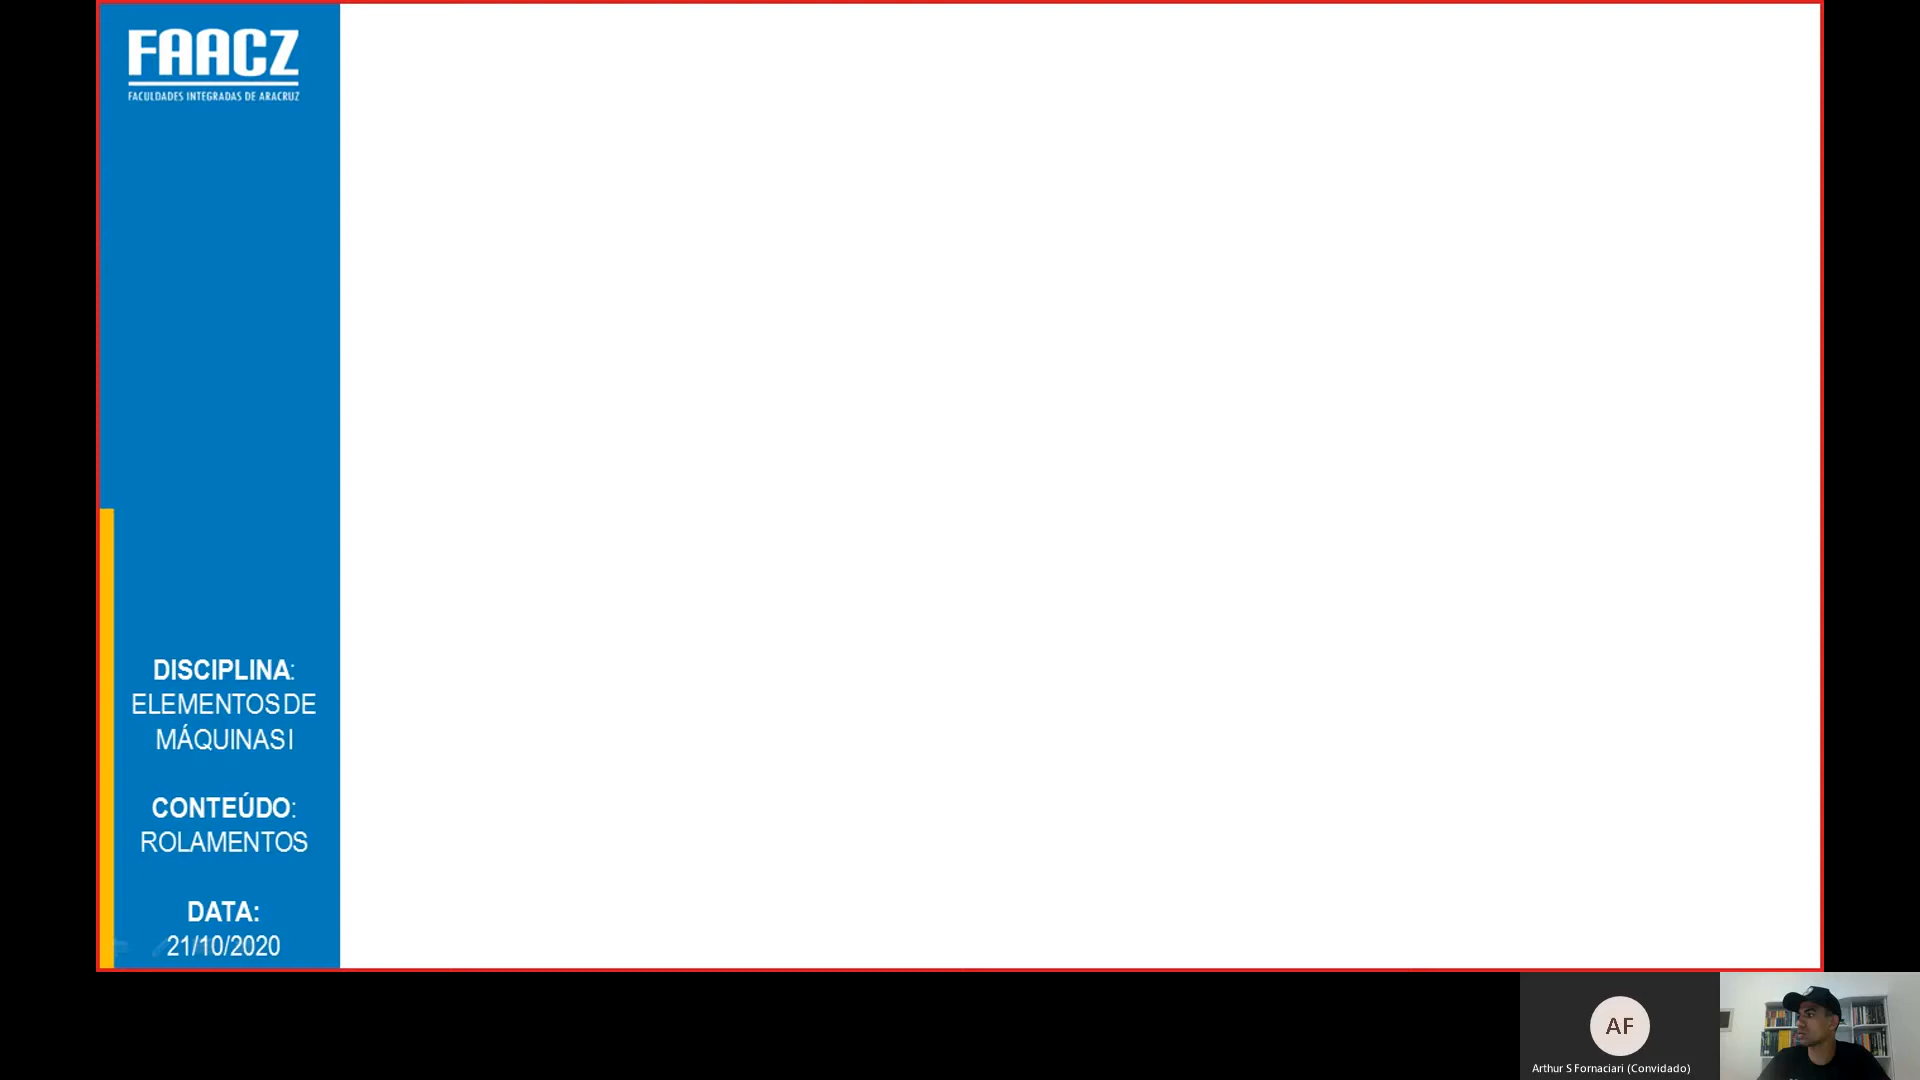 FAACZ
FACULDADES INTEGRADAS DE ARACRUZ
DISCIPLINA:
ELEMENTOS DE
MÁQUINAS I
CONTEÚDO:
ROLAMENTOS
DATA:
21/10/2020
AF
Arthur S Fornaciari (Convidado)